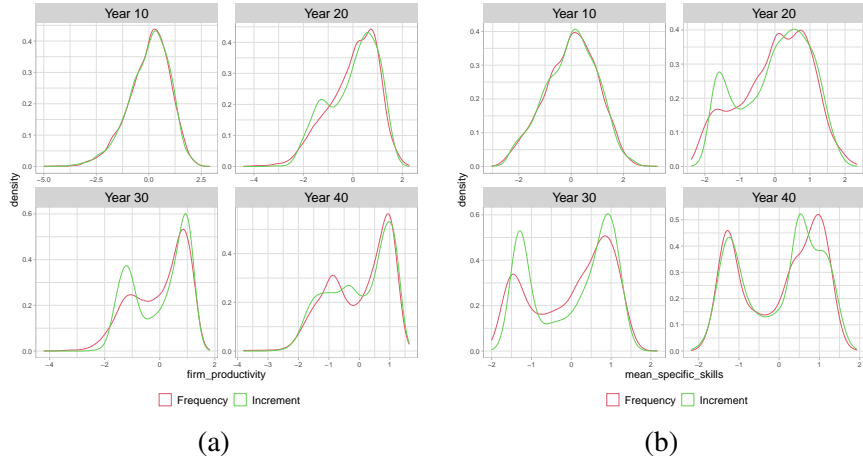 Year 10
Year 20
0.4
0.3
0.2
0.1
0.0
-5.0 -2.5 0.0 2.5
0.4
0.2
0.0
-4 -2 0 2
density
Year 30
Year 40
0.6
0.4
0.2
0.0
-4 -3 -2 -1 0 1 2
0.4
0.2
0.0
-4 -3 -2 -1 0 1
firm_productivity
Frequency Increment
(a)
Year 10
Year 20
0.4
0.3
0.2
0.1
0.0
-2 0 2
0.4
0.3
0.2
0.1
0.0
-2 -1 0 1 2
density
Year 30
Year 40
0.6
0.4
0.2
0.0
-2 -1 0 1 2
0.5
0.4
0.3
0.2
0.1
0.0
-2 -1 0 1 2
mean_specific_skills
Frequency Increment
(b)